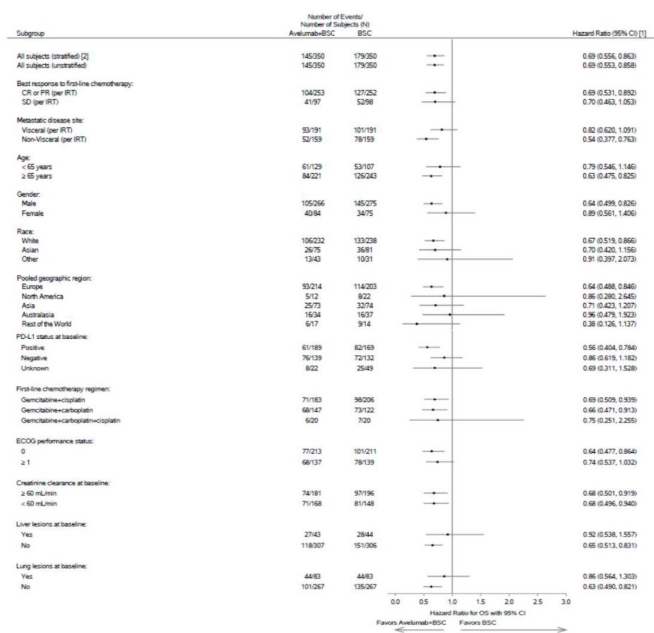 Number of Events/
Number of Subjects (N)
Subgroup Avelumab+BSC BSC Hazard Ratio (95% CI) [1]
All subjects (stratified) [2] 145/350 179/350 0.69 (0.556, 0.863)
All subjects (unstratified) 145/350 179/350 0.69 (0.553, 0.858)
Best response to first-line chemotherapy:
CR or PR (per IRT) 104/253 127/252 0.69 (0.531, 0.892)
SD (per IRT) 41/97 52/98 0.70 (0.463, 1.053)
Metastatic disease site:
Visceral (per IRT) 93/191 101/191 0.82 (0.620, 1.091)
Non-Visceral (per IRT) 52/159 78/159 0.54 (0.377, 0.763)
Age:
< 65 years 61/129 53/107 0.79 (0.546, 1.146)
≥ 65 years 84/221 126/243 0.63 (0.475, 0.825)
Gender:
Male 105/266 145/275 0.64 (0.499, 0.826)
Female 40/84 34/75 0.89 (0.561, 1.406)
Race:
White 106/232 133/238 0.67 (0.519, 0.866)
Asian 26/75 36/81 0.70 (0.420, 1.156)
Other 13/43 10/31 0.91 (0.397, 2.073)
Pooled geographic region:
Europe 93/214 114/203 0.64 (0.488, 0.846)
North America 5/12 8/22 0.86 (0.280, 2.645)
Asia 25/73 32/74 0.71 (0.423, 1.207)
Australasia 16/34 16/37 0.96 (0.479, 1.923)
Rest of the World 6/17 9/14 0.38 (0.126, 1.137)
PD-L1 status at baseline:
Positive 61/189 82/169 0.56 (0.404, 0.784)
Negative 76/139 72/132 0.86 (0.619, 1.182)
Unknown 8/22 25/49 0.69 (0.311, 1.528)
First-line chemotherapy regimen:
Gemcitabine+cisplatin 71/183 98/206 0.69 (0.509, 0.939)
Gemcitabine+carboplatin 68/147 73/122 0.66 (0.471, 0.913)
Gemcitabine+carboplatin+cisplatin 6/20 7/20 0.75 (0.251, 2.255)
ECOG performance status:
0 77/213 101/211 0.64 (0.477, 0.864)
≥ 1 68/137 78/139 0.74 (0.537, 1.032)
Creatinine clearance at baseline:
≥ 60 mL/min 74/181 97/196 0.68 (0.501, 0.919)
< 60 mL/min 71/168 81/148 0.68 (0.496, 0.940)
Liver lesions at baseline:
Yes 27/43 28/44 0.92 (0.538, 1.557)
No 118/307 151/306 0.65 (0.513, 0.831)
Lung lesions at baseline:
Yes 44/83 44/83 0.86 (0.564, 1.303)
No 101/267 135/267 0.63 (0.490, 0.821)
0.0 0.5 1.0 1.5 2.0 2.5 3.0
Hazard Ratio for OS with 95% CI
Favors Avelumab+BSC Favors BSC